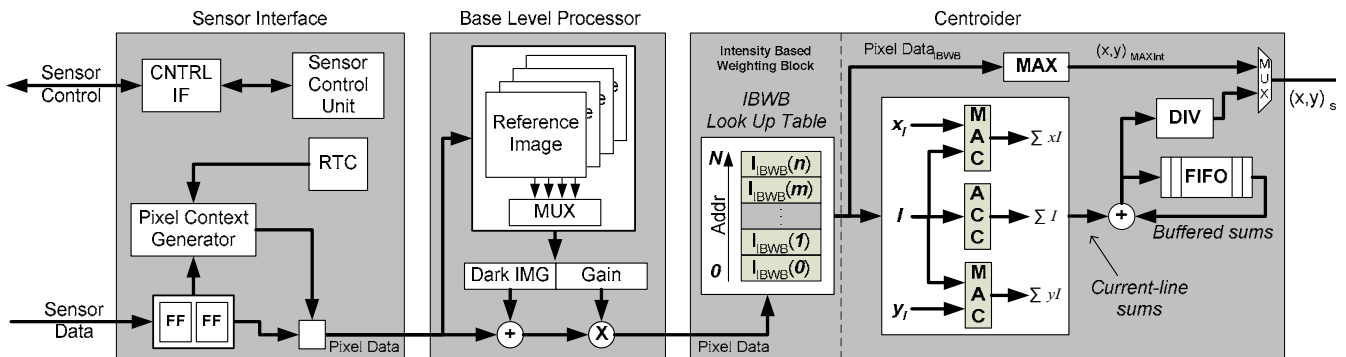 Sensor Interface
Sensor
Control
CNTRL
IF
Sensor
Control
Unit
RTC
Pixel Context
Generator
FF FF
Sensor
Data
Pixel Data
Base Level Processor
Reference
Image
MUX
Dark IMG Gain
+ X
Centroider
Intensity Based
Weighting Block
IBWB
Look Up Table
N
Addr
0
I_IBWB(n)
I_IBWB(m)
⋮
I_IBWB(1)
I_IBWB(0)
Pixel Data
Pixel Data_IBWB
MAX
(x,y)_MAXInt
MUX
(x,y)_s
x_I
MAC
∑ xI
I
ACC
∑ I
y_I
MAC
∑ yI
DIV
FIFO
+
Buffered sums
Current-line
sums